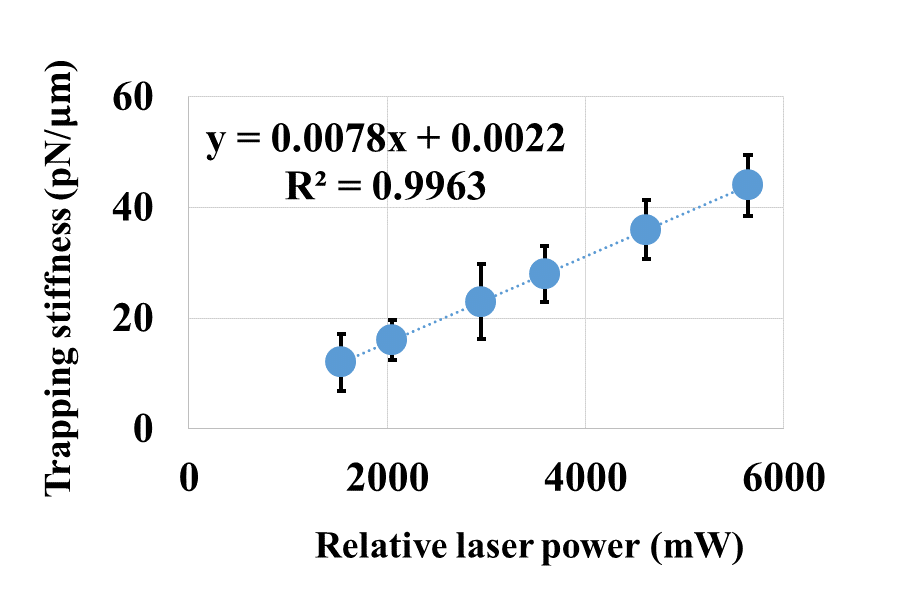 Trapping stiffness (pN/µm)
60
40
20
0
y = 0.0078x + 0.0022
R² = 0.9963
0 2000 4000 6000
Relative laser power (mW)